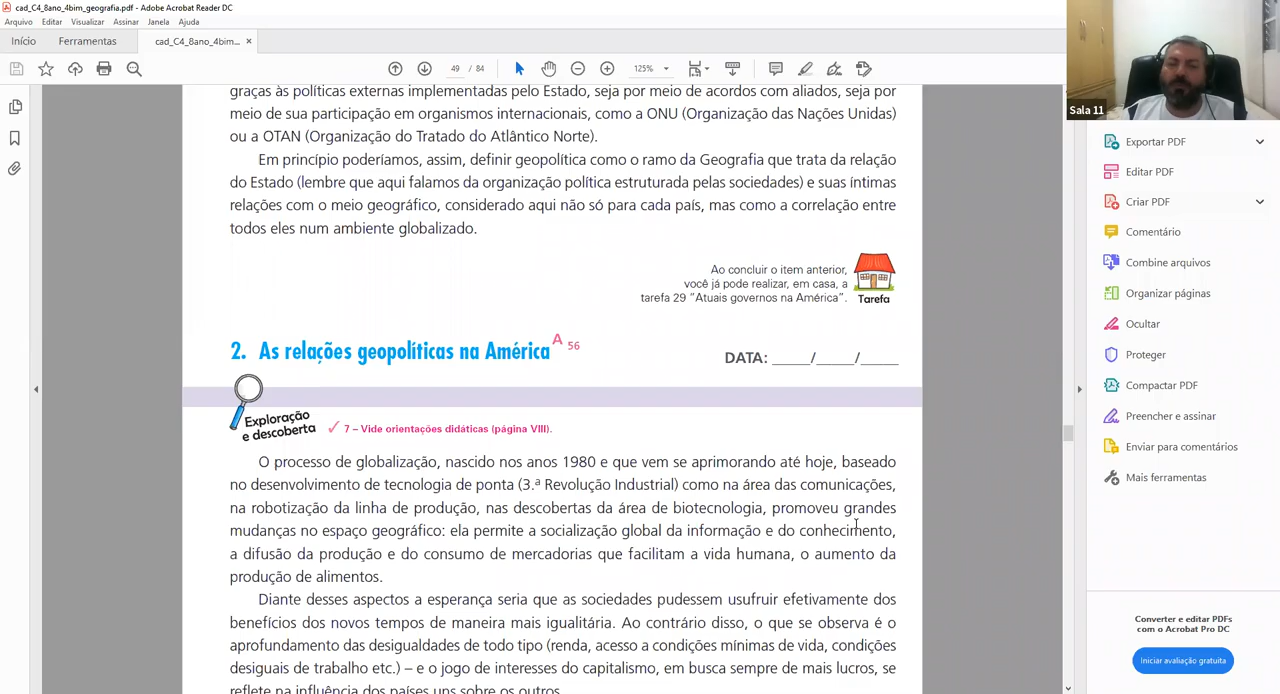 cad_C4_8ano_4bim_geografia.pdf - Adobe Acrobat Reader DC
Arquivo Editar Visualizar Assinar Janela Ajuda
Início Ferramentas cad_C4_8ano_4bim... ×
49 / 84 125%
Sala 11
graças às políticas externas implementadas pelo Estado, seja por meio de acordos com aliados, seja por
meio de sua participação em organismos internacionais, como a ONU (Organização das Nações Unidas)
ou a OTAN (Organização do Tratado do Atlântico Norte).
Em princípio poderíamos, assim, definir geopolítica como o ramo da Geografia que trata da relação
do Estado (lembre que aqui falamos da organização política estruturada pelas sociedades) e suas íntimas
relações com o meio geográfico, considerado aqui não só para cada país, mas como a correlação entre
todos eles num ambiente globalizado.
Ao concluir o item anterior,
você já pode realizar, em casa, a
tarefa 29 "Atuais governos na América".
Tarefa
2. As relações geopolíticas na América A 56
DATA: _____/_____/_____
Exploração
e descoberta
✓ 7 – Vide orientações didáticas (página VIII).
O processo de globalização, nascido nos anos 1980 e que vem se aprimorando até hoje, baseado
no desenvolvimento de tecnologia de ponta (3.ª Revolução Industrial) como na área das comunicações,
na robotização da linha de produção, nas descobertas da área de biotecnologia, promoveu grandes
mudanças no espaço geográfico: ela permite a socialização global da informação e do conhecimento,
a difusão da produção e do consumo de mercadorias que facilitam a vida humana, o aumento da
produção de alimentos.
Diante desses aspectos a esperança seria que as sociedades pudessem usufruir efetivamente dos
benefícios dos novos tempos de maneira mais igualitária. Ao contrário disso, o que se observa é o
aprofundamento das desigualdades de todo tipo (renda, acesso a condições mínimas de vida, condições
desiguais de trabalho etc.) – e o jogo de interesses do capitalismo, em busca sempre de mais lucros, se
reflete na influência dos países uns sobre os outros.
Exportar PDF
Editar PDF
Criar PDF
Comentário
Combine arquivos
Organizar páginas
Ocultar
Proteger
Compactar PDF
Preencher e assinar
Enviar para comentários
Mais ferramentas
Converter e editar PDFs
com o Acrobat Pro DC
Iniciar avaliação gratuita